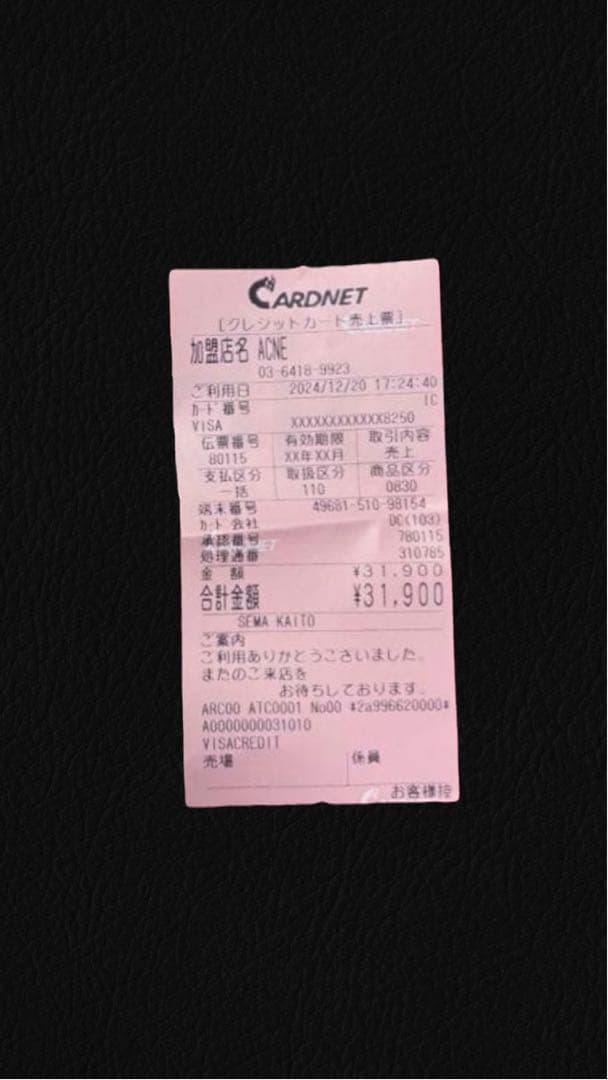 CARDNET
[クレジットカード売上票]
加盟店名 ACNE
03-6418-9923
ご利用日 2024/12/20 17:24:40
カード番号 IC
VISA XXXXXXXXXXXX8250
伝票番号 有効期限 取引内容
80115 XX年XX月 売上
支払区分 取扱区分 商品区分
一括 110 0830
端末番号 49681-510-98154
カード会社 DC(103)
承認番号 780115
処理通番 310785
金 額 ¥31,900
合計金額 ¥31,900
SEMA KAITO
ご案内
ご利用ありがとうございました。
またのご来店を
お待ちしております。
ARC00 ATC0001 No00 *2a996620000*
A0000000031010
VISACREDIT
売場 係員
お客様控